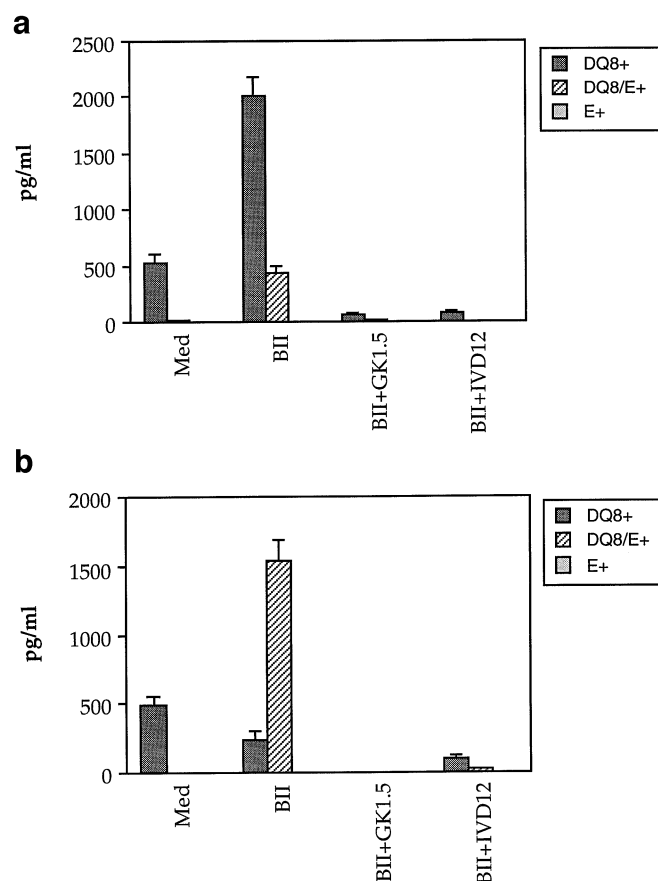 a
2500
2000
1500
1000
500
0
pg/ml
Med
BII
BII+GK1.5
BII+IVD12
DQ8+
DQ8/E+
E+
b
2000
1500
1000
500
0
pg/ml
Med
BII
BII+GK1.5
BII+IVD12
DQ8+
DQ8/E+
E+